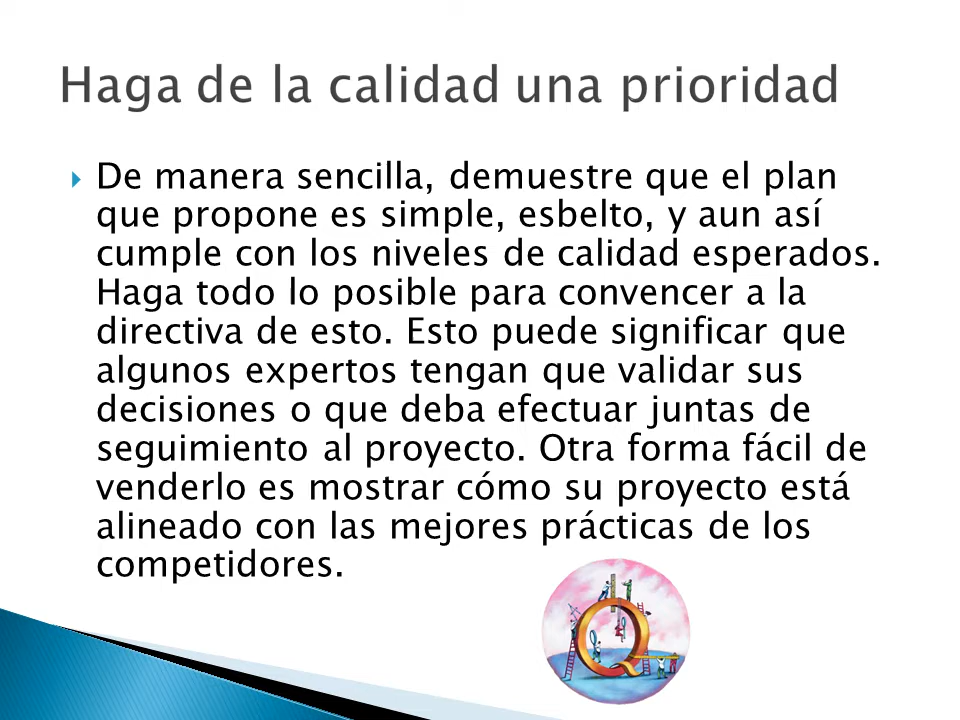 Haga de la calidad una prioridad
De manera sencilla, demuestre que el plan
que propone es simple, esbelto, y aun así
cumple con los niveles de calidad esperados.
Haga todo lo posible para convencer a la
directiva de esto. Esto puede significar que
algunos expertos tengan que validar sus
decisiones o que deba efectuar juntas de
seguimiento al proyecto. Otra forma fácil de
venderlo es mostrar cómo su proyecto está
alineado con las mejores prácticas de los
competidores.
Q